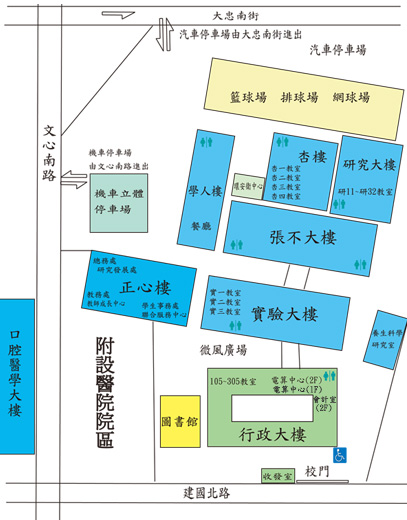 大忠南街
汽車停車場由大忠南街進出
汽車停車場
籃球場 排球場 網球場
文心南路
機車停車場
由文心南路進出
機車立體
停車場
學人樓
餐廳
環安衛中心
杏樓
杏一教室
杏二教室
杏三教室
杏四教室
研究大樓
研11-研32教室
張不大樓
總務處
研究發展處
正心樓
教務處
教師成長中心
學生事務處
聯合服務中心
實一教室
實二教室
實三教室
實驗大樓
養生科學
研究室
口腔醫學大樓
附設醫院院區
微風廣場
105-305教室
電算中心(2F)
電算中心(1F)
會計室
(2F)
行政大樓
圖書館
收發室
校門
建國北路